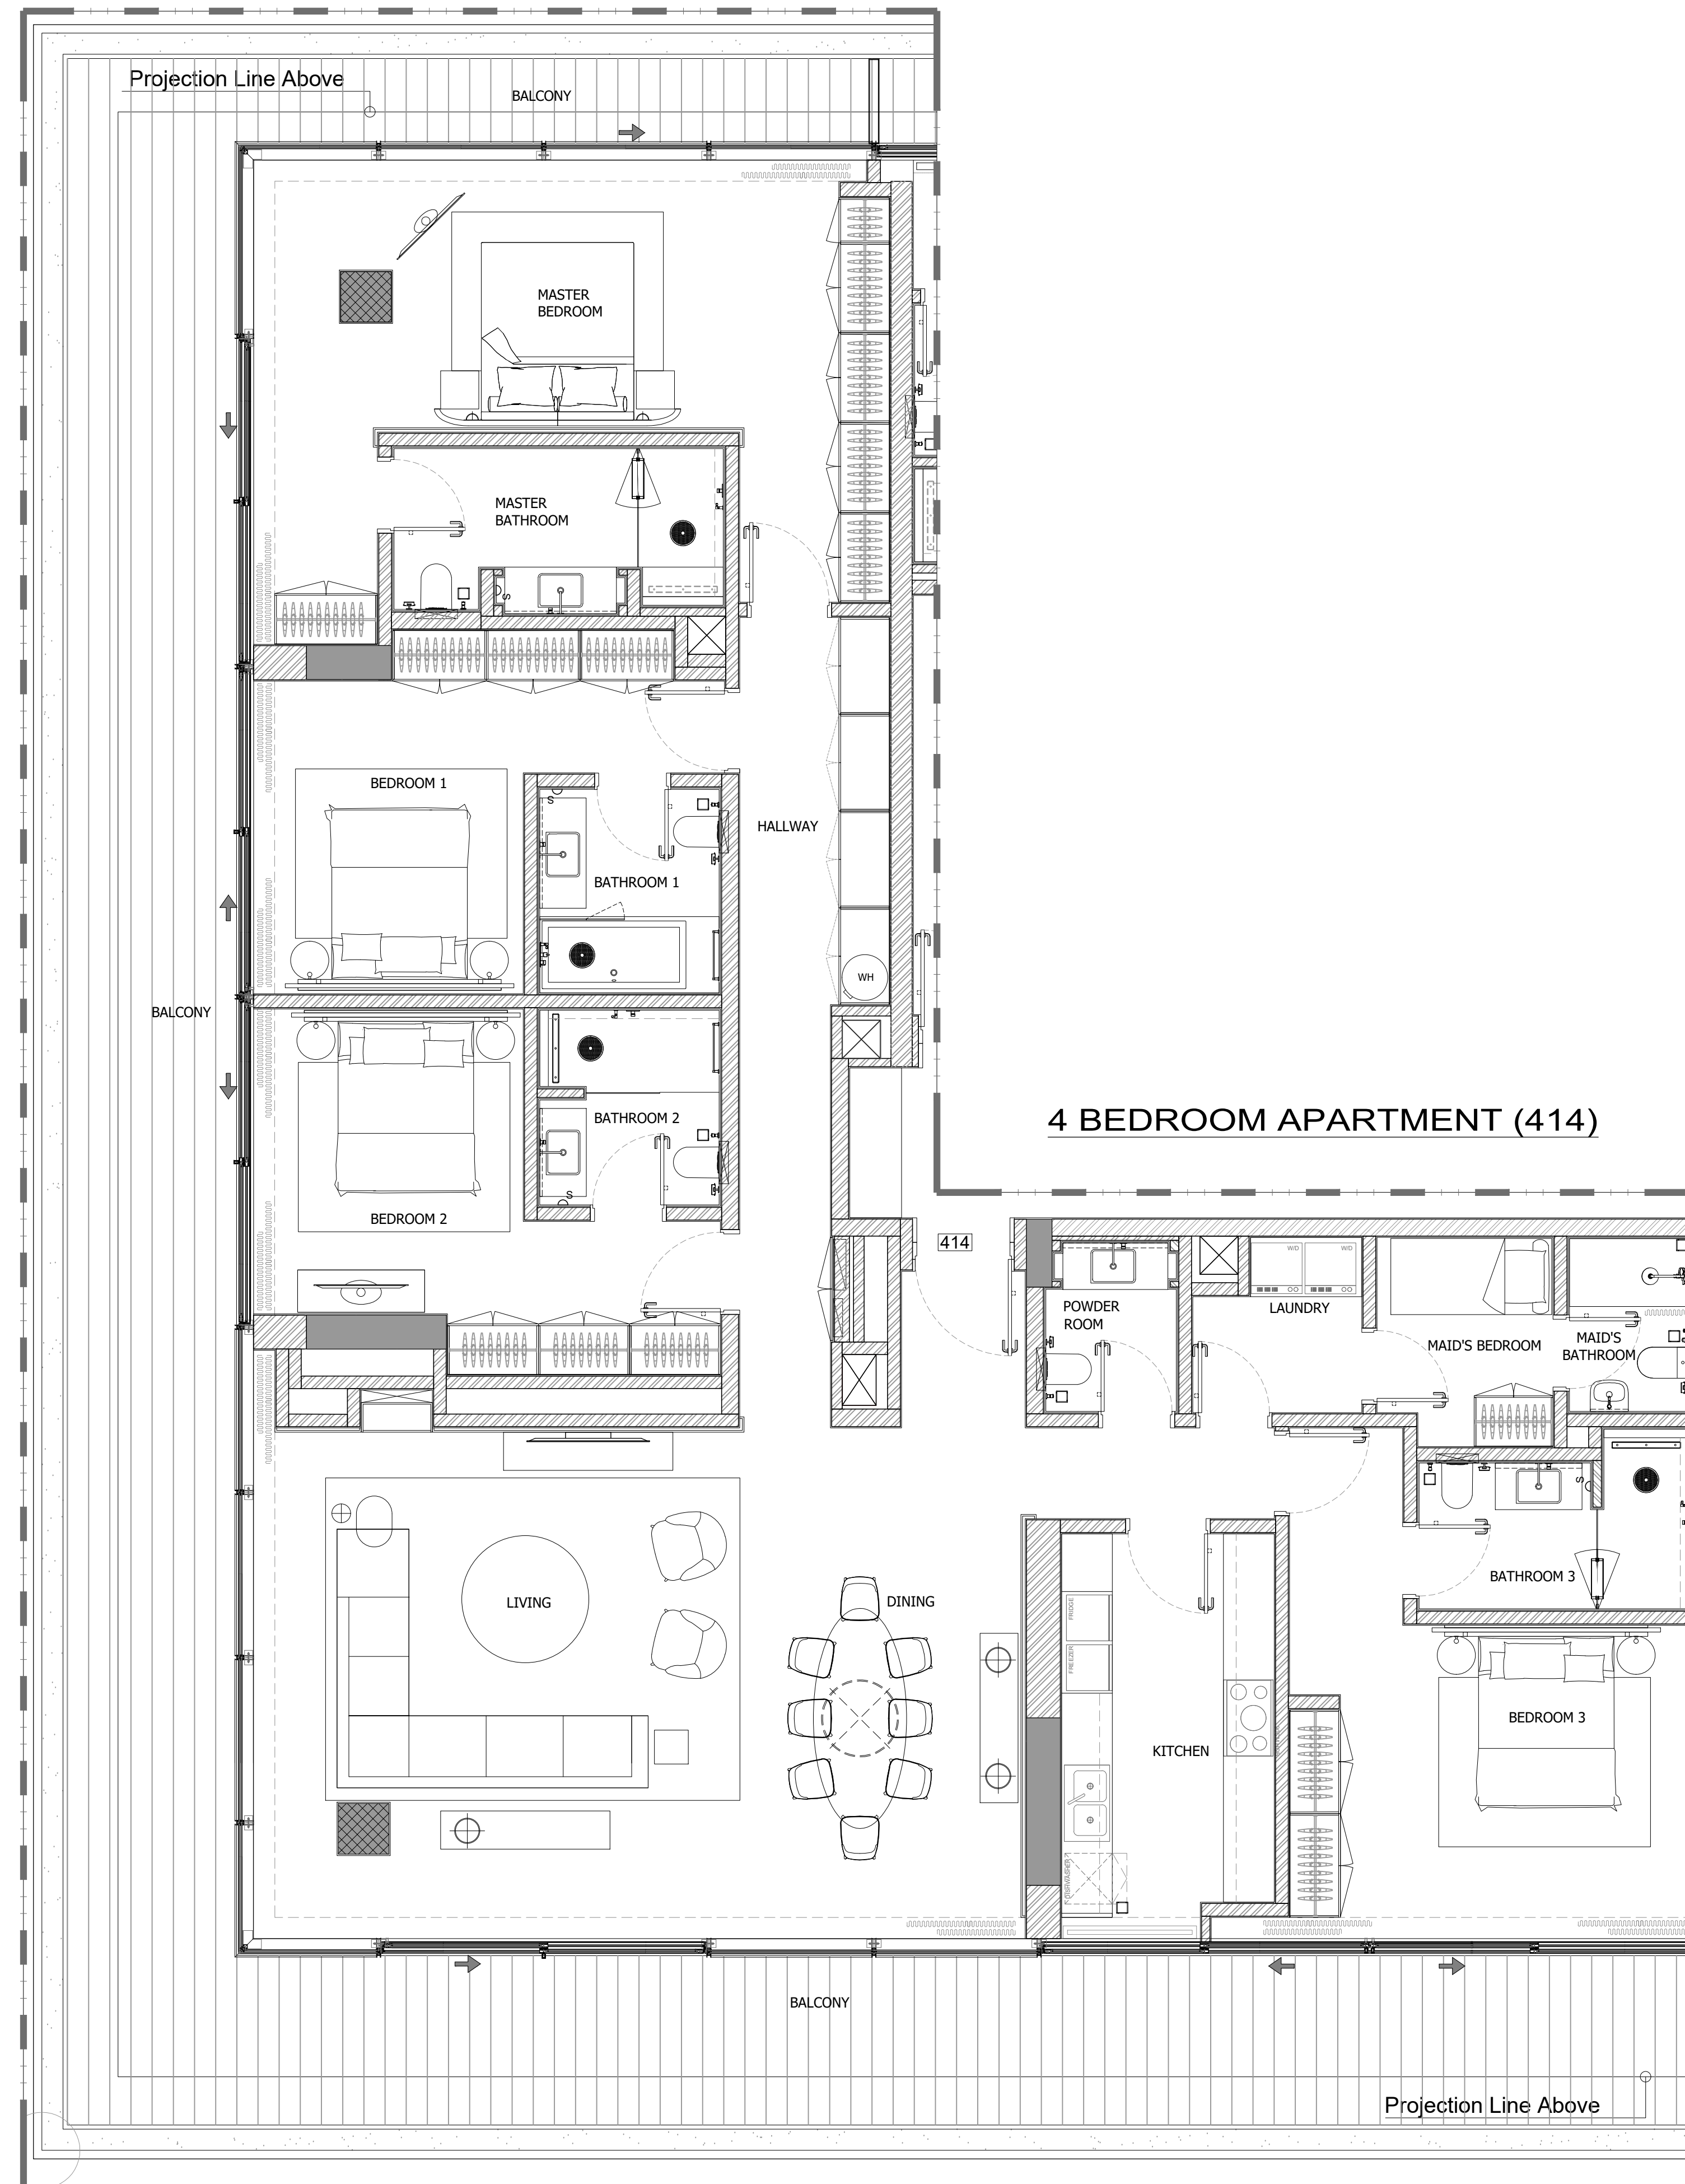 Projection Line Above
BALCONY
MASTER
BEDROOM
MASTER
BATHROOM
S
BEDROOM 1
S
HALLWAY
BATHROOM 1
WH
BALCONY
BATHROOM 2
S
BEDROOM 2
4 BEDROOM APARTMENT (414)
414
W/D
W/D
POWDER
ROOM
LAUNDRY
MAID'S BEDROOM
MAID'S
BATHROOM
S
BATHROOM 3
LIVING
DINING
FRIDGE
FREEZER
BEDROOM 3
KITCHEN
DISHWASHER
BALCONY
Projection Line Above